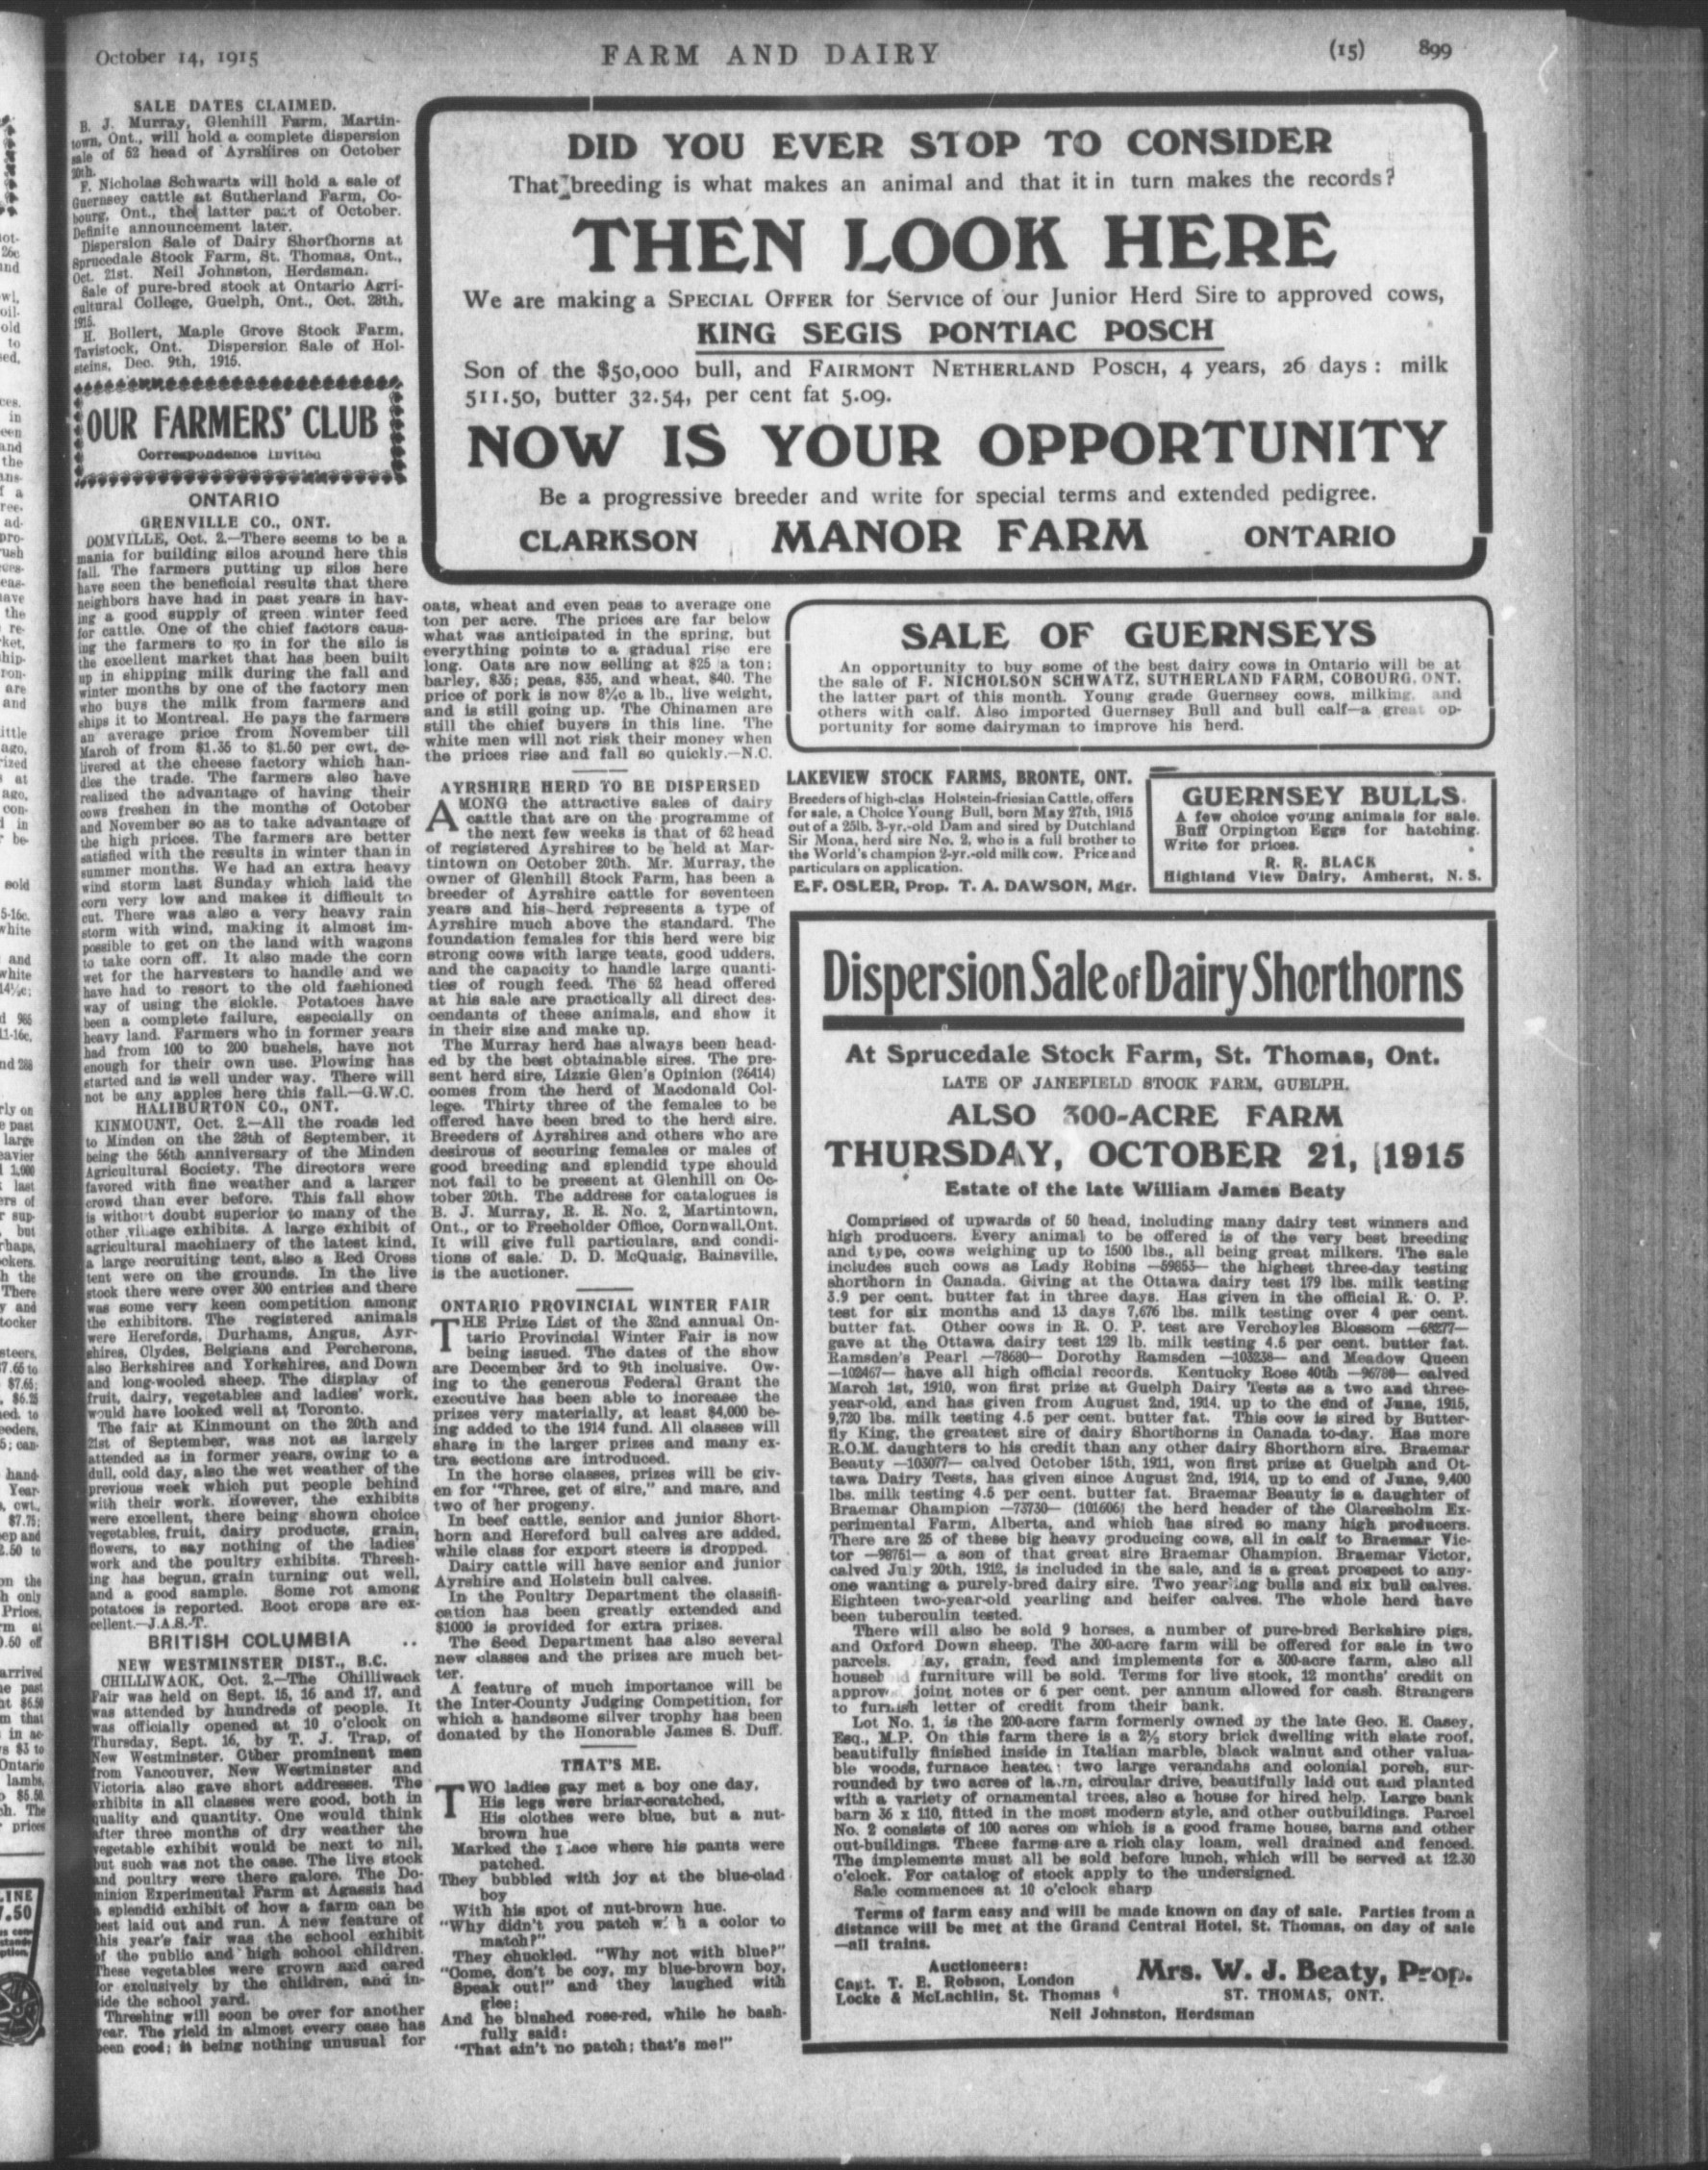 October 14, 1915
FARM AND DAIRY
(15) 899
SALE DATES CLAIMED.
B. J. Murray, Glenhill Farm, Martin-
town, Ont., will hold a complete dispersion
sale of 52 head of Ayrshires on October
20th.
F. Nicholas Schwartz will hold a sale of
Guernsey cattle at Sutherland Farm, Co-
bourg, Ont., the latter part of October.
Definite announcement later.
Dispersion Sale of Dairy Shorthorns at
Sprucedale Stock Farm, St. Thomas, Ont.,
Oct. 21st. Neil Johnston, Herdsman.
Sale of pure-bred stock at Ontario Agri-
cultural College, Guelph, Ont., Oct. 28th,
1915.
H. Bollert, Maple Grove Stock Farm,
Tavistock, Ont. Dispersion Sale of Hol-
steins, Dec. 9th, 1915.
OUR FARMERS' CLUB
Correspondence Invited
ONTARIO
GRENVILLE CO., ONT.
DOMVILLE, Oct. 2.—There seems to be a
mania for building silos around here this
fall. The farmers putting up silos here
have seen the beneficial results that there
neighbors have had in past years in hav-
ing a good supply of green winter feed
for cattle. One of the chief factors caus-
ing the farmers to go in for the silo is
the excellent market that has been built
up in shipping milk during the fall and
winter months by one of the factory men
who buys the milk from farmers and
ships it to Montreal. He pays the farmers
an average price from November till
March of from $1.35 to $1.50 per cwt. de-
livered at the cheese factory which han-
dles the trade. The farmers also have
realized the advantage of having their
cows freshen in the months of October
and November so as to take advantage of
the high prices. The farmers are better
satisfied with the results in winter than in
summer months. We had an extra heavy
wind storm last Sunday which laid the
corn very low and makes it difficult to
cut. There was also a very heavy rain
storm with wind, making it almost im-
possible to get on the land with wagons
to take corn off. It also made the corn
wet for the harvesters to handle and we
have had to resort to the old fashioned
way of using the sickle. Potatoes have
been a complete failure, especially on
heavy land. Farmers who in former years
had from 100 to 200 bushels, have not
enough for their own use. Plowing has
started and is well under way. There will
not be any apples here this fall.—G.W.C.
HALIBURTON CO., ONT.
KINMOUNT, Oct. 2.—All the roads led
to Minden on the 28th of September, it
being the 56th anniversary of the Minden
Agricultural Society. The directors were
favored with fine weather and a larger
crowd than ever before. This fall show
is without doubt superior to many of the
other village exhibits. A large exhibit of
agricultural machinery of the latest kind,
a large recruiting tent, also a Red Cross
tent were on the grounds. In the live
stock there were over 300 entries and there
was some very keen competition among
the exhibitors. The registered animals
were Herefords, Durhams, Angus, Ayr-
shires, Clydes, Belgians and Percherons,
also Berkshires and Yorkshires, and Down
and long-wooled sheep. The display of
fruit, dairy, vegetables and ladies' work,
would have looked well at Toronto.
The fair at Kinmount on the 20th and
21st of September, was not as largely
attended as in former years, owing to a
dull, cold day, also the wet weather of the
previous week which put people behind
with their work. However, the exhibits
were excellent, there being shown choice
vegetables, fruit, dairy products, grain,
flowers, to say nothing of the ladies'
work and the poultry exhibits. Thresh-
ing has begun, grain turning out well,
and a good sample. Some rot among
potatoes is reported. Root crops are ex-
cellent.—J.A.S.-T.
BRITISH COLUMBIA
NEW WESTMINSTER DIST., B.C.
CHILLIWACK, Oct. 2.—The Chilliwack
Fair was held on Sept. 15, 16 and 17, and
was attended by hundreds of people. It
was officially opened at 10 o'clock on
Thursday, Sept. 16, by T. J. Trap, of
New Westminster. Other prominent men
from Vancouver, New Westminster and
Victoria also gave short addresses. The
exhibits in all classes were good, both in
quality and quantity. One would think
after three months of dry weather the
vegetable exhibit would be next to nil,
but such was not the case. The live stock
and poultry were there galore. The Do-
minion Experimental Farm at Agassiz had
a splendid exhibit of how a farm can be
best laid out and run. A new feature of
this year's fair was the school exhibit
of the public and high school children.
These vegetables were grown and cared
for exclusively by the children, and in-
side the school yard.
Threshing will soon be over for another
year. The yield in almost every case has
been good; it being nothing unusual for
oats, wheat and even peas to average one
ton per acre. The prices are far below
what was anticipated in the spring, but
everything points to a gradual rise ere
long. Oats are now selling at $25 a ton;
barley, $35; peas, $35, and wheat, $40. The
price of pork is now 8½c a lb., live weight,
and is still going up. The Chinamen are
still the chief buyers in this line. The
white men will not risk their money when
the prices rise and fall so quickly.—N.C.
AYRSHIRE HERD TO BE DISPERSED
AMONG the attractive sales of dairy
cattle that are on the programme of
the next few weeks is that of 52 head
of registered Ayrshires to be held at Mar-
tintown on October 20th. Mr. Murray, the
owner of Glenhill Stock Farm, has been a
breeder of Ayrshire cattle for seventeen
years and his herd represents a type of
Ayrshire much above the standard. The
foundation females for this herd were big
strong cows with large teats, good udders,
and the capacity to handle large quanti-
ties of rough feed. The 52 head offered
at his sale are practically all direct des-
cendants of these animals, and show it
in their size and make up.
The Murray herd has always been head-
ed by the best obtainable sires. The pre-
sent herd sire, Lizzie Glen's Opinion (26414)
comes from the herd of Macdonald Col-
lege. Thirty three of the females to be
offered have been bred to the herd sire.
Breeders of Ayrshires and others who are
desirous of securing females or males of
good breeding and splendid type should
not fail to be present at Glenhill on Oc-
tober 20th. The address for catalogues is
B. J. Murray, R. R. No. 2, Martintown,
Ont., or to Freeholder Office, Cornwall, Ont.
It will give full particulars, and condi-
tions of sale. D. D. McQuaig, Bainsville,
is the auctioneer.
ONTARIO PROVINCIAL WINTER FAIR
THE Prize List of the 32nd annual On-
tario Provincial Winter Fair is now
being issued. The dates of the show
are December 3rd to 9th inclusive. Ow-
ing to the generous Federal Grant the
executive has been able to increase the
prizes very materially, at least $4,000 be-
ing added to the 1914 fund. All classes will
share in the larger prizes and many ex-
tra sections are introduced.
In the horse classes, prizes will be giv-
en for "Three, get of sire," and mare, and
two of her progeny.
In beef cattle, senior and junior Short-
horn and Hereford bull calves are added,
while class for export steers is dropped.
Dairy cattle will have senior and junior
Ayrshire and Holstein bull calves.
In the Poultry Department the classifi-
cation has been greatly extended and
$1000 is provided for extra prizes.
The Seed Department has also several
new classes and the prizes are much bet-
ter.
A feature of much importance will be
the Inter-County Judging Competition, for
which a handsome silver trophy has been
donated by the Honorable James S. Duff.
THAT'S ME.
TWO ladies gay met a boy one day,
His legs were briar-scratched,
His clothes were blue, but a nut-
brown hue
Marked the place where his pants were
patched.
They bubbled with joy at the blue-clad
boy
With his spot of nut-brown hue.
"Why didn't you patch with a color to
match?"
They chuckled. "Why not with blue?"
"Come, don't be coy, my blue-brown boy,
Speak out!" and they laughed with
glee;
And he blushed rose-red, while he bash-
fully said:
"That ain't no patch; that's me!"
DID YOU EVER STOP TO CONSIDER
That breeding is what makes an animal and that it in turn makes the records?
THEN LOOK HERE
We are making a SPECIAL OFFER for Service of our Junior Herd Sire to approved cows,
KING SEGIS PONTIAC POSCH
Son of the $50,000 bull, and FAIRMONT NETHERLAND POSCH, 4 years, 26 days: milk
511.50, butter 32.54, per cent fat 5.09.
NOW IS YOUR OPPORTUNITY
Be a progressive breeder and write for special terms and extended pedigree.
CLARKSON MANOR FARM ONTARIO
SALE OF GUERNSEYS
An opportunity to buy some of the best dairy cows in Ontario will be at
the sale of F. NICHOLSON SCHWATZ, SUTHERLAND FARM, COBOURG, ONT.
the latter part of this month. Young grade Guernsey cows, milking, and
others with calf. Also imported Guernsey Bull and bull calf—a great op-
portunity for some dairyman to improve his herd.
LAKEVIEW STOCK FARMS, BRONTE, ONT.
Breeders of high-clas Holstein-friesian Cattle, offers
for sale, a Choice Young Bull, born May 27th, 1915
out of a 25lb. 3-yr.-old Dam and sired by Dutchland
Sir Mona, herd sire No. 2, who is a full brother to
the World's champion 2-yr.-old milk cow. Price and
particulars on application.
E. F. OSLER, Prop. T. A. DAWSON, Mgr.
GUERNSEY BULLS.
A few choice young animals for sale.
Buff Orpington Eggs for hatching.
Write for prices.
R. R. BLACK
Highland View Dairy, Amherst, N. S.
Dispersion Sale of Dairy Shorthorns
At Sprucedale Stock Farm, St. Thomas, Ont.
LATE OF JANEFIELD STOCK FARM, GUELPH.
ALSO 300-ACRE FARM
THURSDAY, OCTOBER 21, 1915
Estate of the late William James Beaty
Comprised of upwards of 50 head, including many dairy test winners and
high producers. Every animal to be offered is of the very best breeding
and type, cows weighing up to 1500 lbs., all being great milkers. The sale
includes such cows as Lady Robins —59853— the highest three-day testing
shorthorn in Canada. Giving at the Ottawa dairy test 179 lbs. milk testing
3.9 per cent. butter fat in three days. Has given in the official R. O. P.
test for six months and 13 days 7,676 lbs. milk testing over 4 per cent.
butter fat. Other cows in R. O. P. test are Verchoyles Blossom —68277—
gave at the Ottawa dairy test 129 lb. milk testing 4.6 per cent. butter fat.
Ramsden's Pearl —78680— Dorothy Ramsden —103238— and Meadow Queen
—102467— have all high official records. Kentucky Rose 40th —96780— calved
March 1st, 1910, won first prize at Guelph Dairy Tests as a two and three-
year-old, and has given from August 2nd, 1914, up to the end of June, 1915,
9,720 lbs. milk testing 4.5 per cent. butter fat. This cow is sired by Butter-
fly King, the greatest sire of dairy Shorthorns in Canada to-day. Has more
R.O.M. daughters to his credit than any other dairy Shorthorn sire. Braemar
Beauty —103077— calved October 15th, 1911, won first prize at Guelph and Ot-
tawa Dairy Tests, has given since August 2nd, 1914, up to end of June, 9,400
lbs. milk testing 4.5 per cent. butter fat. Braemar Beauty is a daughter of
Braemar Champion —73730— (101606) the herd header of the Claresholm Ex-
perimental Farm, Alberta, and which has sired so many high producers.
There are 25 of these big heavy producing cows, all in calf to Braemar Vic-
tor —98751— a son of that great sire Braemar Champion. Braemar Victor,
calved July 20th, 1912, is included in the sale, and is a great prospect to any-
one wanting a purely-bred dairy sire. Two yearling bulls and six bull calves.
Eighteen two-year-old yearling and heifer calves. The whole herd have
been tuberculin tested.
There will also be sold 9 horses, a number of pure-bred Berkshire pigs,
and Oxford Down sheep. The 300-acre farm will be offered for sale in two
parcels. Hay, grain, feed and implements for a 300-acre farm, also all
household furniture will be sold. Terms for live stock, 12 months' credit on
approved joint notes or 6 per cent. per annum allowed for cash. Strangers
to furnish letter of credit from their bank.
Lot No. 1, is the 200-acre farm formerly owned by the late Geo. E. Casey,
Esq., M.P. On this farm there is a 2½ story brick dwelling with slate roof,
beautifully finished inside in Italian marble, black walnut and other valua-
ble woods, furnace heated; two large verandahs and colonial porch, sur-
rounded by two acres of lawn, circular drive, beautifully laid out and planted
with a variety of ornamental trees, also a house for hired help. Large bank
barn 36 x 110, fitted in the most modern style, and other outbuildings. Parcel
No. 2 consists of 100 acres on which is a good frame house, barns and other
out-buildings. These farms are a rich clay loam, well drained and fenced.
The implements must all be sold before lunch, which will be served at 12.30
o'clock. For catalog of stock apply to the undersigned.
Sale commences at 10 o'clock sharp
Terms of farm easy and will be made known on day of sale. Parties from a
distance will be met at the Grand Central Hotel, St. Thomas, on day of sale
—all trains.
Auctioneers:
Capt. T. E. Robson, London
Locke & McLachlin, St. Thomas
Mrs. W. J. Beaty, Prop.
ST. THOMAS, ONT.
Neil Johnston, Herdsman